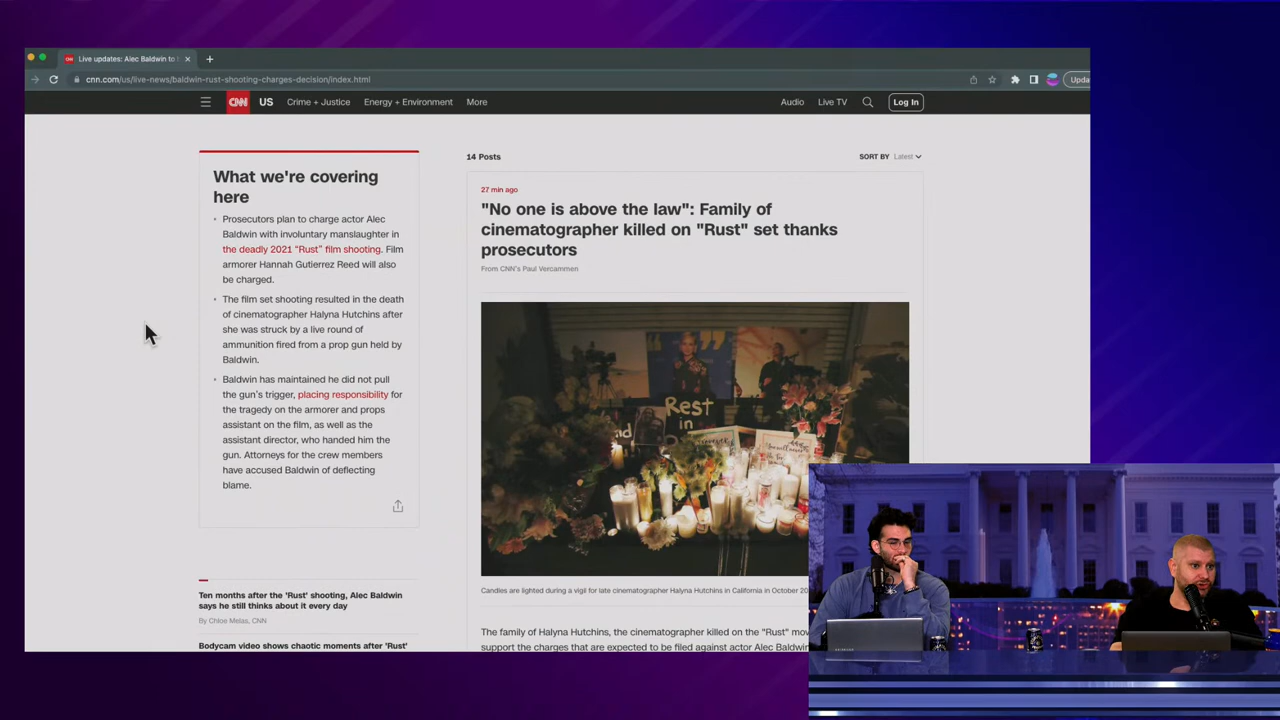 Live updates: Alec Baldwin to
cnn.com/us/live-news/baldwin-rust-shooting-charges-decision/index.html
Upda
CNN US Crime + Justice Energy + Environment More Audio Live TV Log In
What we're covering
here
Prosecutors plan to charge actor Alec
Baldwin with involuntary manslaughter in
the deadly 2021 “Rust” film shooting. Film
armorer Hannah Gutierrez Reed will also
be charged.
The film set shooting resulted in the death
of cinematographer Halyna Hutchins after
she was struck by a live round of
ammunition fired from a prop gun held by
Baldwin.
Baldwin has maintained he did not pull
the gun’s trigger, placing responsibility for
the tragedy on the armorer and props
assistant on the film, as well as the
assistant director, who handed him the
gun. Attorneys for the crew members
have accused Baldwin of deflecting
blame.
Ten months after the 'Rust' shooting, Alec Baldwin
says he still thinks about it every day
By Chloe Melas, CNN
Bodycam video shows chaotic moments after 'Rust'
14 Posts
SORT BY Latest
27 min ago
"No one is above the law": Family of
cinematographer killed on "Rust" set thanks
prosecutors
From CNN's Paul Vercammen
Rest
in
Candles are lighted during a vigil for late cinematographer Halyna Hutchins in California in October 20
The family of Halyna Hutchins, the cinematographer killed on the "Rust" mov
support the charges that are expected to be filed against actor Alec Baldwin